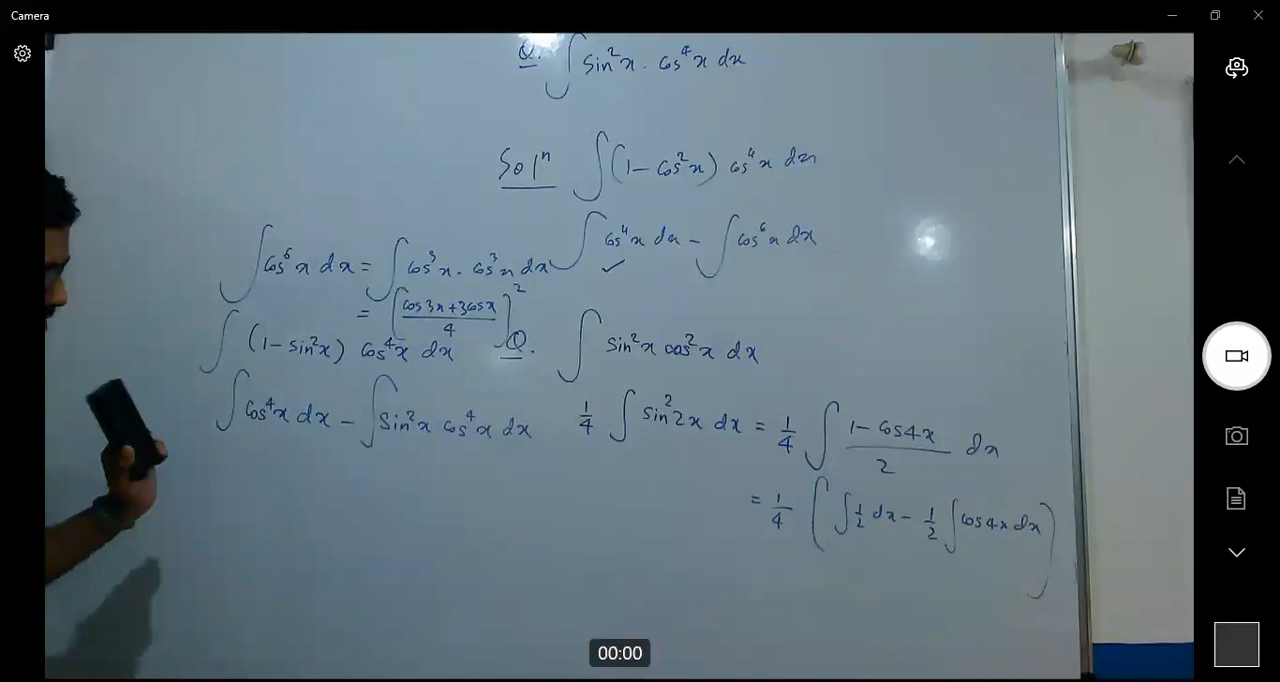 Camera
Q. ∫ Sin²x . Cos⁴x dx
Solⁿ ∫ (1 - Cos²x) Cos⁴x dx
∫ Cos⁴x dx - ∫ Cos⁶x dx
∫ Cos⁶x dx = ∫ Cos³x . Cos³x dx
= [(Cos3x + 3Cosx)/4]²
∫ (1 - Sin²x) Cos⁴x dx
∫ Cos⁴x dx - ∫ Sin²x Cos⁴x dx
Q. ∫ Sin²x Cos²x dx
1/4 ∫ Sin²2x dx = 1/4 ∫ (1 - Cos4x)/2 dx
= 1/4 ( ∫ 1/2 dx - 1/2 ∫ Cos4x dx )
00:00